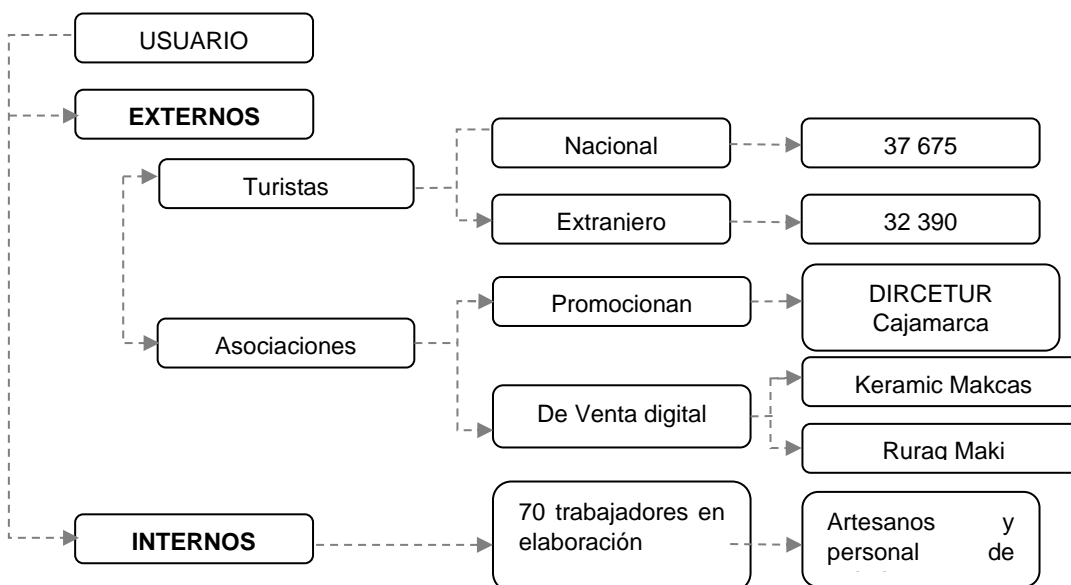 USUARIO
EXTERNOS
Turistas
Nacional
37 675
Extranjero
32 390
Asociaciones
Promocionan
DIRCETUR
Cajamarca
De Venta digital
Keramic Makcas
Ruraq Maki
INTERNOS
70 trabajadores en
elaboración
Artesanos y
personal de